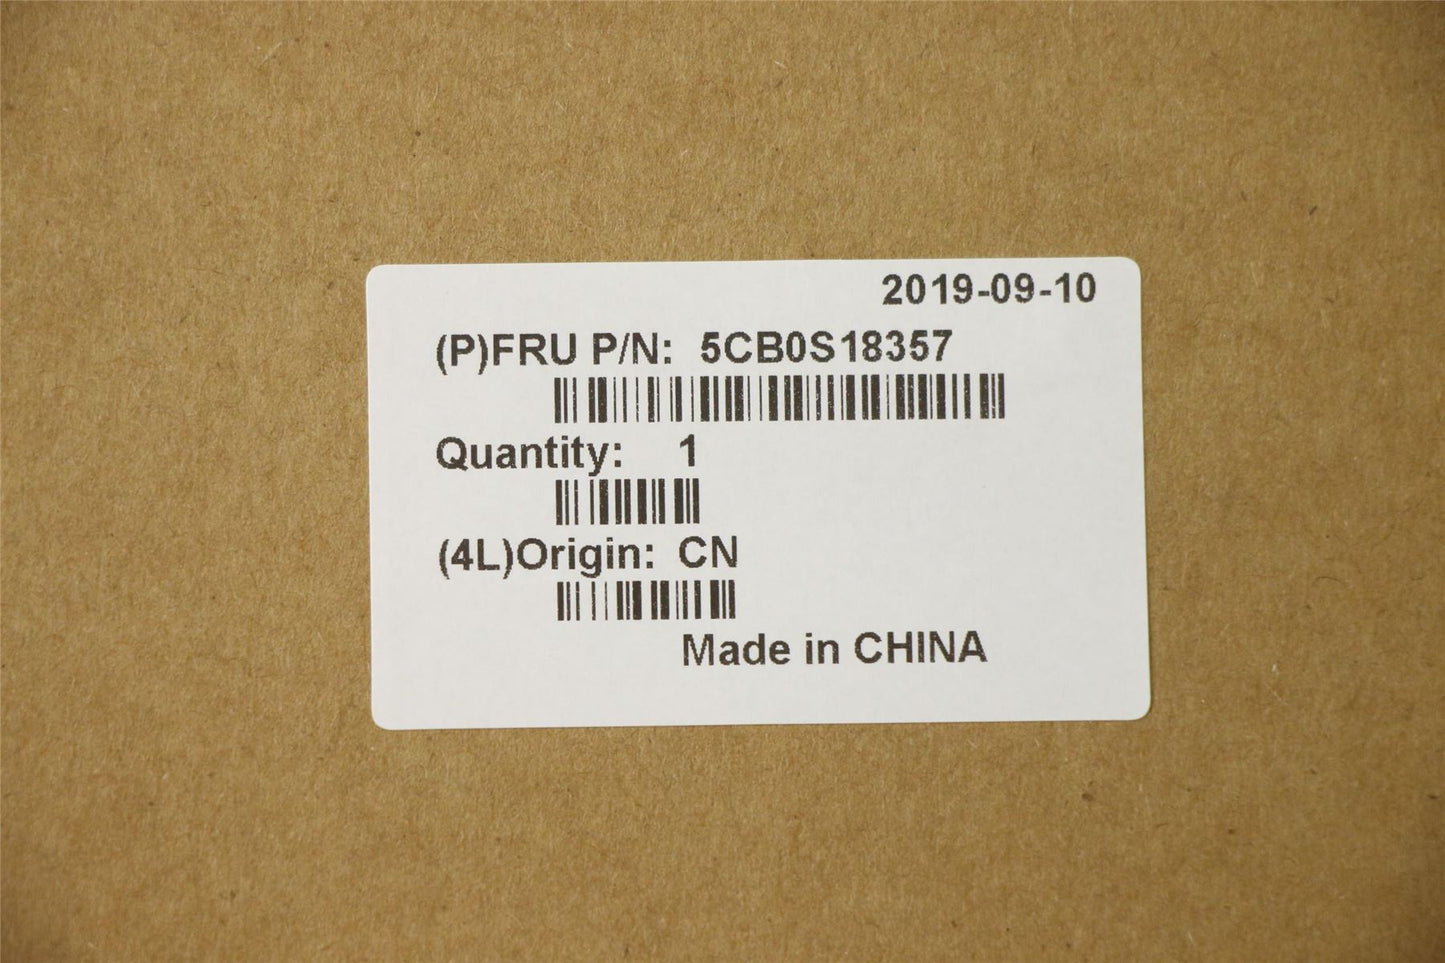 2019-09-10
(P)FRU P/N: 5CB0S18357
Quantity: 1
(4L)Origin: CN
Made in CHINA